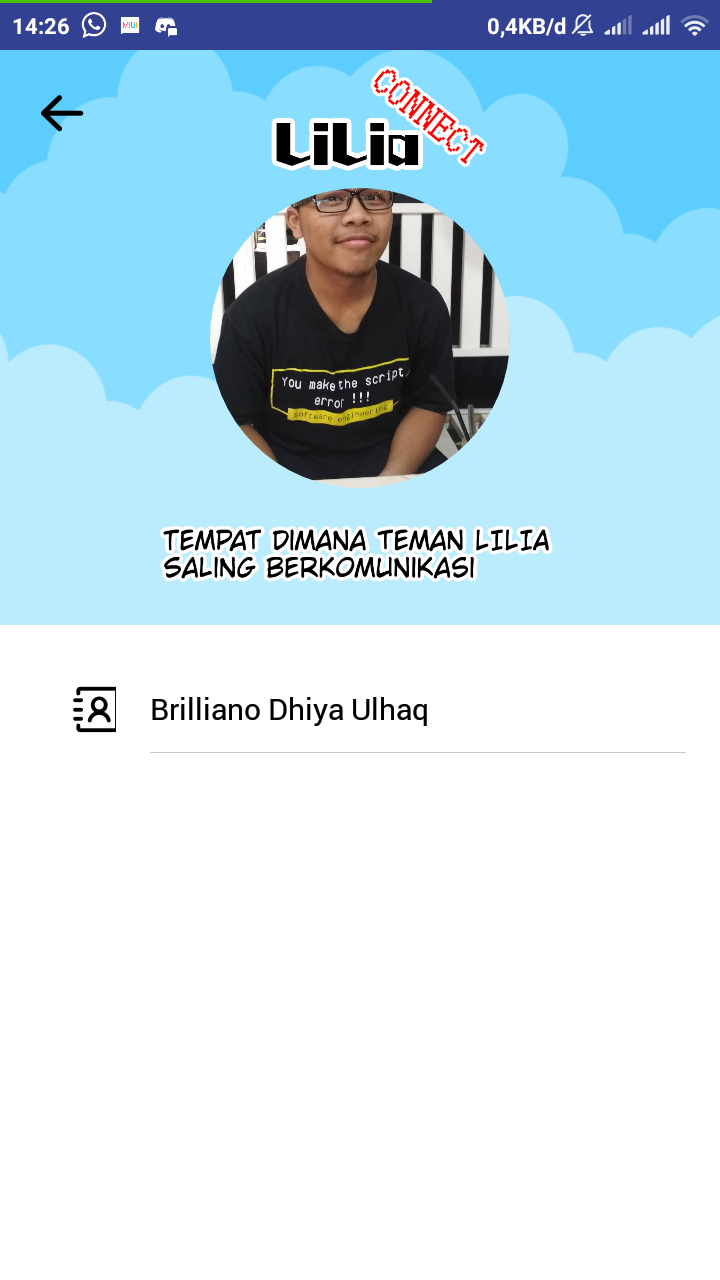 14:26 MIUI 0,4KB/d
CONNECT
LiLia
You make the script
error !!!
software engineering
TEMPAT DIMANA TEMAN LILIA
SALING BERKOMUNIKASI
Brilliano Dhiya Ulhaq